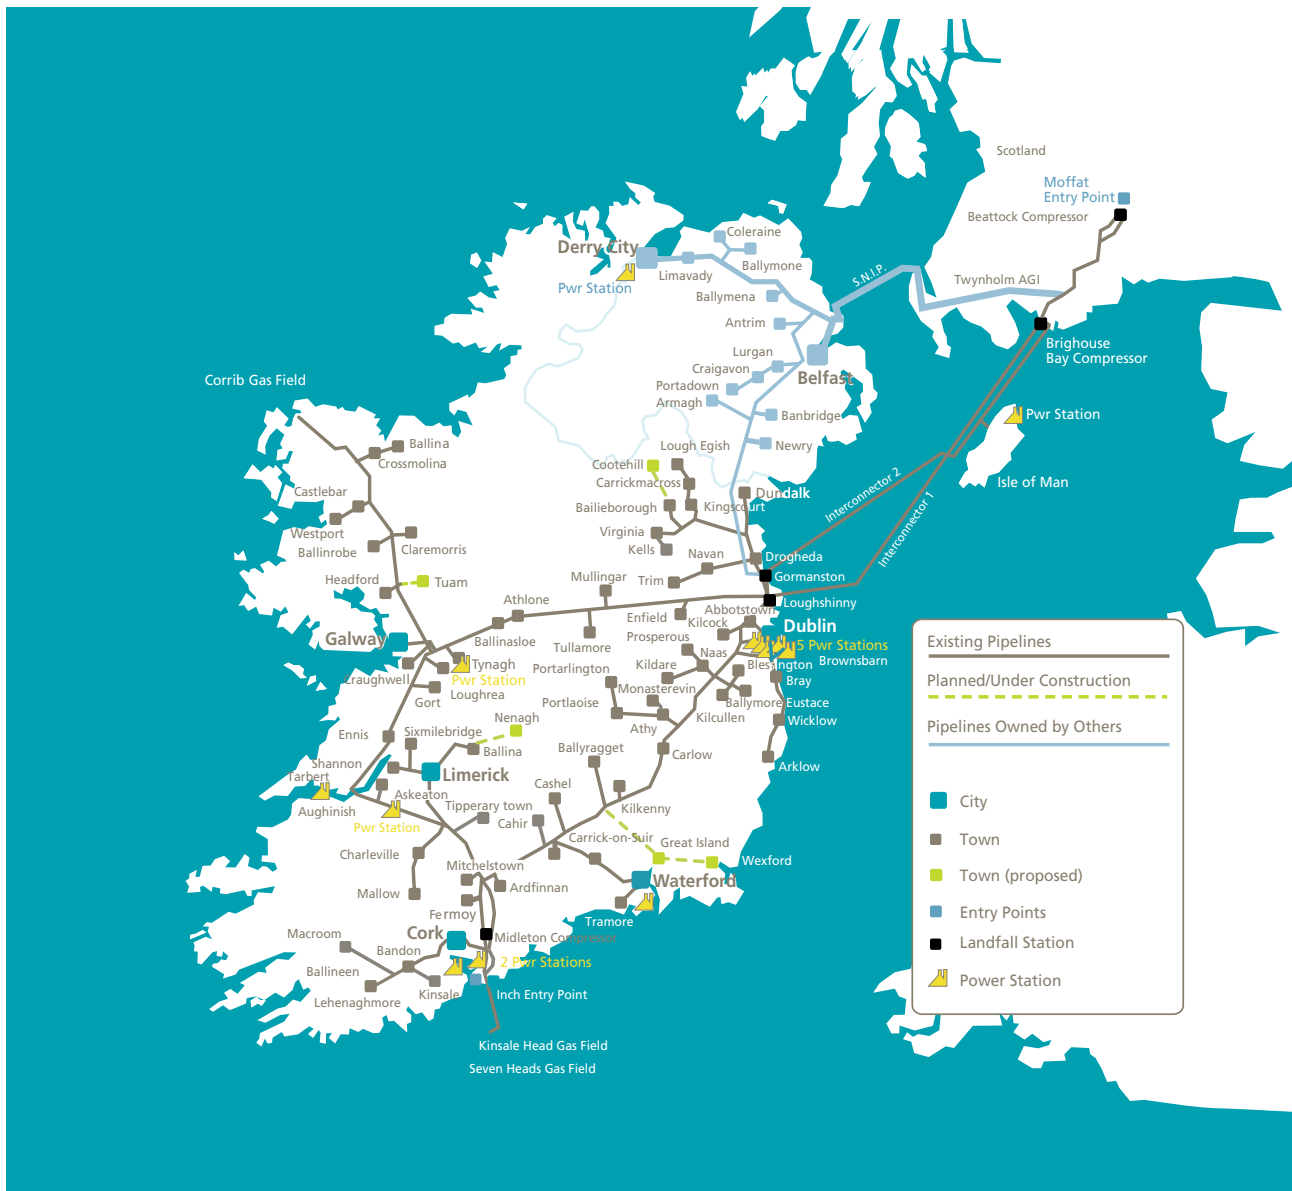 Scotland
Moffat
Entry Point
Beattock Compressor
Coleraine
Derry City
Ballymone
Limavady
S.N.I.P.
Twynholm AGI
Pwr Station
Ballymena
Antrim
Brighouse
Bay Compressor
Lurgan
Craigavon
Belfast
Corrib Gas Field
Portadown
Armagh
Pwr Station
Banbridge
Ballina
Lough Egish
Newry
Crossmolina
Cootehill
Carrickmacross
Isle of Man
Castlebar
Dundalk
Interconnector 2
Bailieborough
Kingscourt
Interconnector 1
Westport
Virginia
Ballinrobe
Claremorris
Kells
Navan
Drogheda
Headford
Tuam
Mullingar
Trim
Gormanston
Athlone
Loughshinny
Abbotstown
Enfield
Kilcock
Dublin
Galway
Ballinasloe
Tullamore
Prosperous
5 Pwr Stations
Existing Pipelines
Naas
Brownsbarn
Craughwell
Tynagh
Portarlington
Kildare
Blessington
Pwr Station
Bray
Planned/Under Construction
Loughrea
Monasterevin
Gort
Portlaoise
Ballymore Eustace
Nenagh
Kilcullen
Wicklow
Pipelines Owned by Others
Ennis
Sixmilebridge
Athy
Ballina
Ballyragget
Carlow
Shannon
Limerick
Arklow
Tarbert
Cashel
Askeaton
City
Aughinish
Tipperary town
Kilkenny
Pwr Station
Cahir
Carrick-on-Suir
Great Island
Town
Charleville
Wexford
Mitchelstown
Town (proposed)
Mallow
Ardfinnan
Waterford
Fermoy
Entry Points
Tramore
Macroom
Cork
Midleton Compressor
Landfall Station
Bandon
Ballineen
2 Pwr Stations
Power Station
Lehenaghmore
Kinsale
Inch Entry Point
Kinsale Head Gas Field
Seven Heads Gas Field